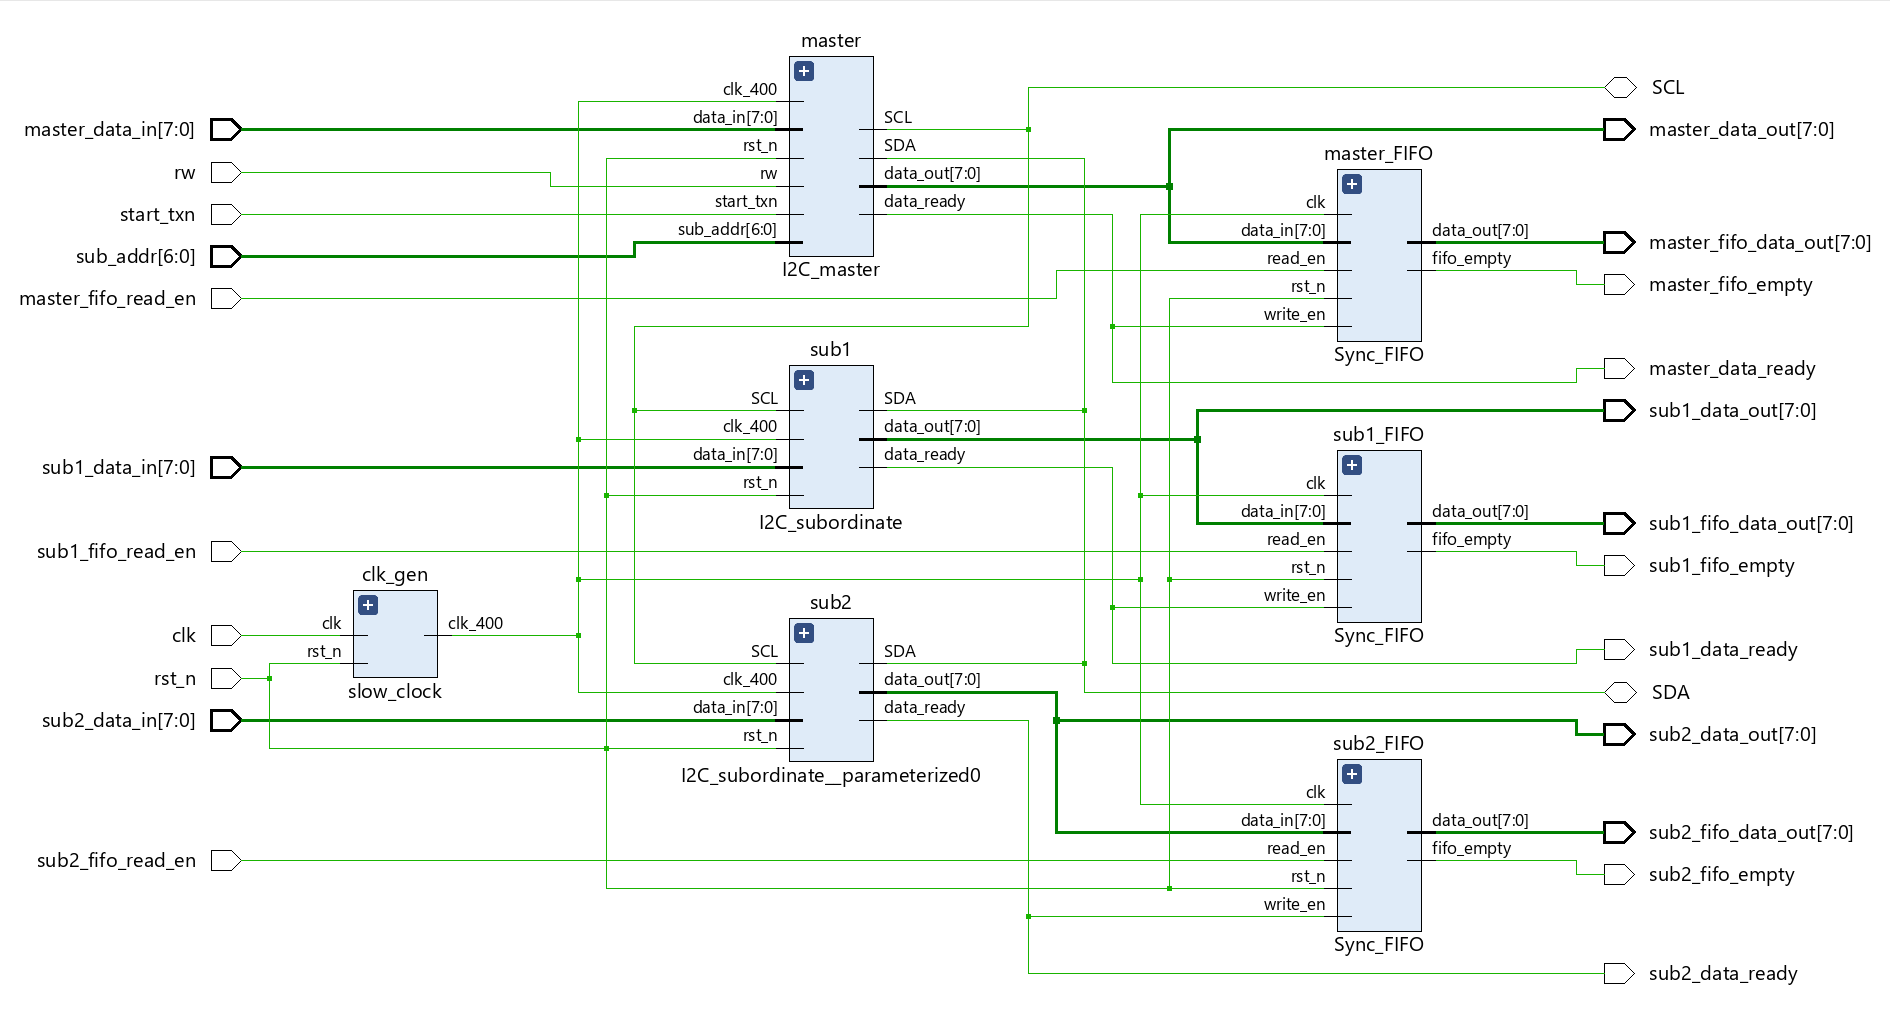 master_data_in[7:0]
rw
start_txn
sub_addr[6:0]
master_fifo_read_en
sub1_data_in[7:0]
sub1_fifo_read_en
clk
rst_n
sub2_data_in[7:0]
sub2_fifo_read_en
clk_gen
clk
rst_n
clk_400
slow_clock
master
clk_400
data_in[7:0]
rst_n
rw
start_txn
sub_addr[6:0]
SCL
SDA
data_out[7:0]
data_ready
I2C_master
sub1
SCL
clk_400
data_in[7:0]
rst_n
SDA
data_out[7:0]
data_ready
I2C_subordinate
sub2
SCL
clk_400
data_in[7:0]
rst_n
SDA
data_out[7:0]
data_ready
I2C_subordinate__parameterized0
master_FIFO
clk
data_in[7:0]
read_en
rst_n
write_en
data_out[7:0]
fifo_empty
Sync_FIFO
sub1_FIFO
clk
data_in[7:0]
read_en
rst_n
write_en
data_out[7:0]
fifo_empty
Sync_FIFO
sub2_FIFO
clk
data_in[7:0]
read_en
rst_n
write_en
data_out[7:0]
fifo_empty
Sync_FIFO
SCL
master_data_out[7:0]
master_fifo_data_out[7:0]
master_fifo_empty
master_data_ready
sub1_data_out[7:0]
sub1_fifo_data_out[7:0]
sub1_fifo_empty
sub1_data_ready
SDA
sub2_data_out[7:0]
sub2_fifo_data_out[7:0]
sub2_fifo_empty
sub2_data_ready